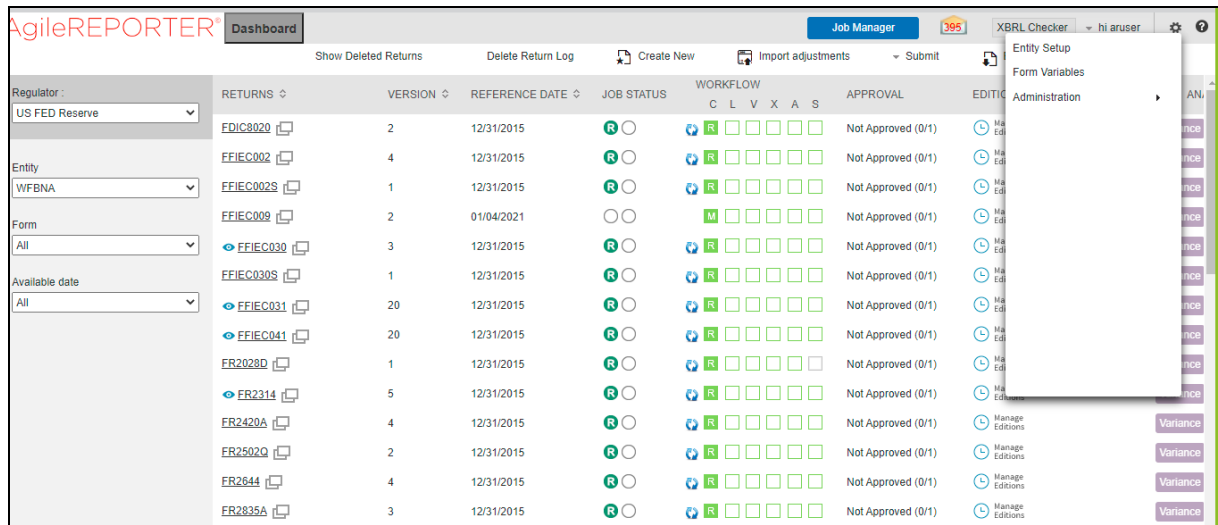 AgileREPORTER® Dashboard Job Manager 395 XBRL Checker hi aruser
Show Deleted Returns Delete Return Log Create New Import adjustments Submit
Entity Setup
Form Variables
Administration
Regulator :
US FED Reserve
Entity
WFBNA
Form
All
Available date
All
RETURNS VERSION REFERENCE DATE JOB STATUS WORKFLOW APPROVAL
C L V X A S
FDIC8020 2 12/31/2015 R R Not Approved (0/1)
FFIEC002 4 12/31/2015 R R Not Approved (0/1)
FFIEC002S 1 12/31/2015 R R Not Approved (0/1)
FFIEC009 2 01/04/2021 M Not Approved (0/1)
FFIEC030 3 12/31/2015 R R Not Approved (0/1)
FFIEC030S 1 12/31/2015 R R Not Approved (0/1)
FFIEC031 20 12/31/2015 R R Not Approved (0/1)
FFIEC041 20 12/31/2015 R R Not Approved (0/1)
FR2028D 1 12/31/2015 R R Not Approved (0/1)
FR2314 5 12/31/2015 R R Not Approved (0/1)
FR2420A 4 12/31/2015 R R Not Approved (0/1) Manage Editions Variance
FR2502Q 2 12/31/2015 R R Not Approved (0/1) Manage Editions Variance
FR2644 4 12/31/2015 R R Not Approved (0/1) Manage Editions Variance
FR2835A 3 12/31/2015 R R Not Approved (0/1) Manage Editions Variance